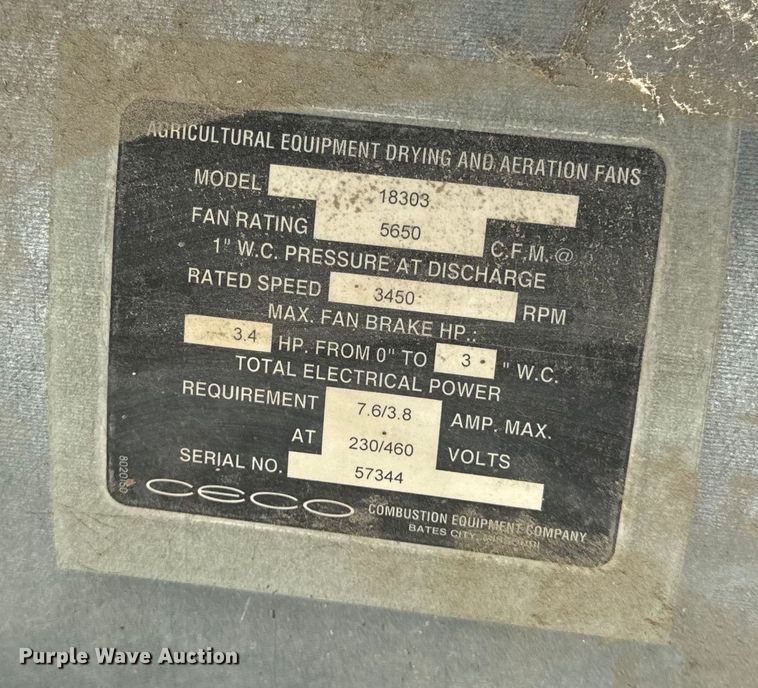 AGRICULTURAL EQUIPMENT DRYING AND AERATION FANS
MODEL 18303
FAN RATING 5650 C.F.M. @
1" W.C. PRESSURE AT DISCHARGE
RATED SPEED 3450 RPM
MAX. FAN BRAKE HP.:
3.4 HP. FROM 0" TO 3 " W.C.
TOTAL ELECTRICAL POWER
REQUIREMENT 7.6/3.8 AMP. MAX.
AT 230/460 VOLTS
SERIAL NO. 57344
8020150
CECO COMBUSTION EQUIPMENT COMPANY
BATES CITY, MISSOURI
Purple Wave Auction